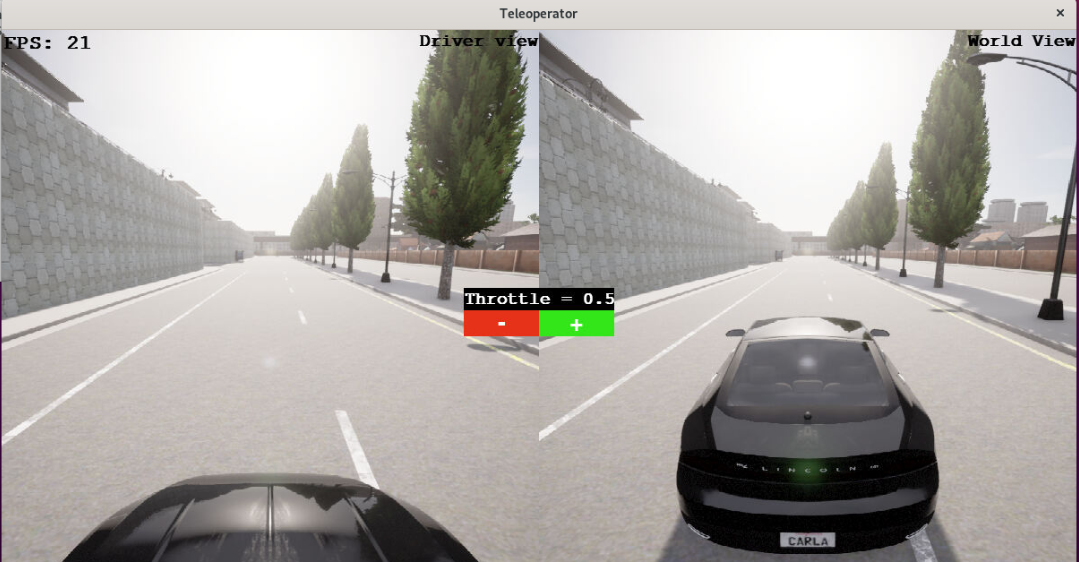 Teleoperator ×
FPS: 21
Driver view
World View
Throttle = 0.5
- +
LINCOLN
CARLA